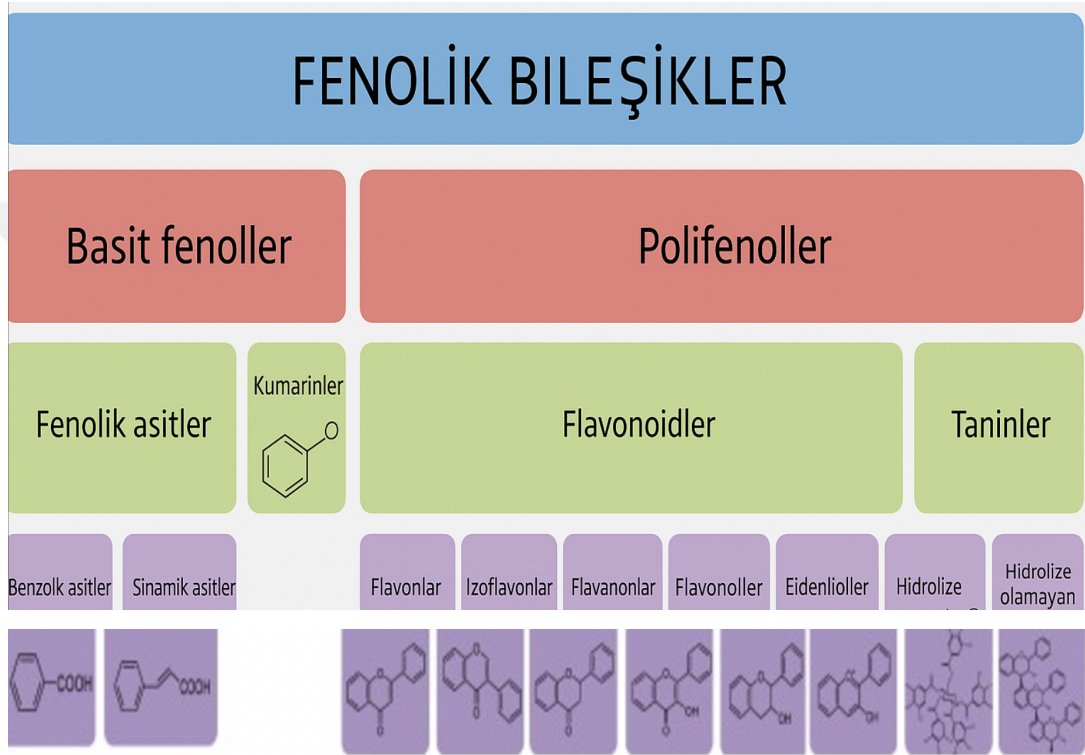 FENOLİK BILEŞİKLER
Basit fenoller
Polifenoller
Fenolik asitler
Kumarinler
O
Flavonoidler
Taninler
Benzolk asitler
Sinamik asitler
Flavonlar
Izoflavonlar
Flavanonlar
Flavonoller
Eidenlioller
Hidrolize
Hidrolize
olamayan
COOH
COOH
O
O
O
O
O
O
O
O
OH
O
OH
OH